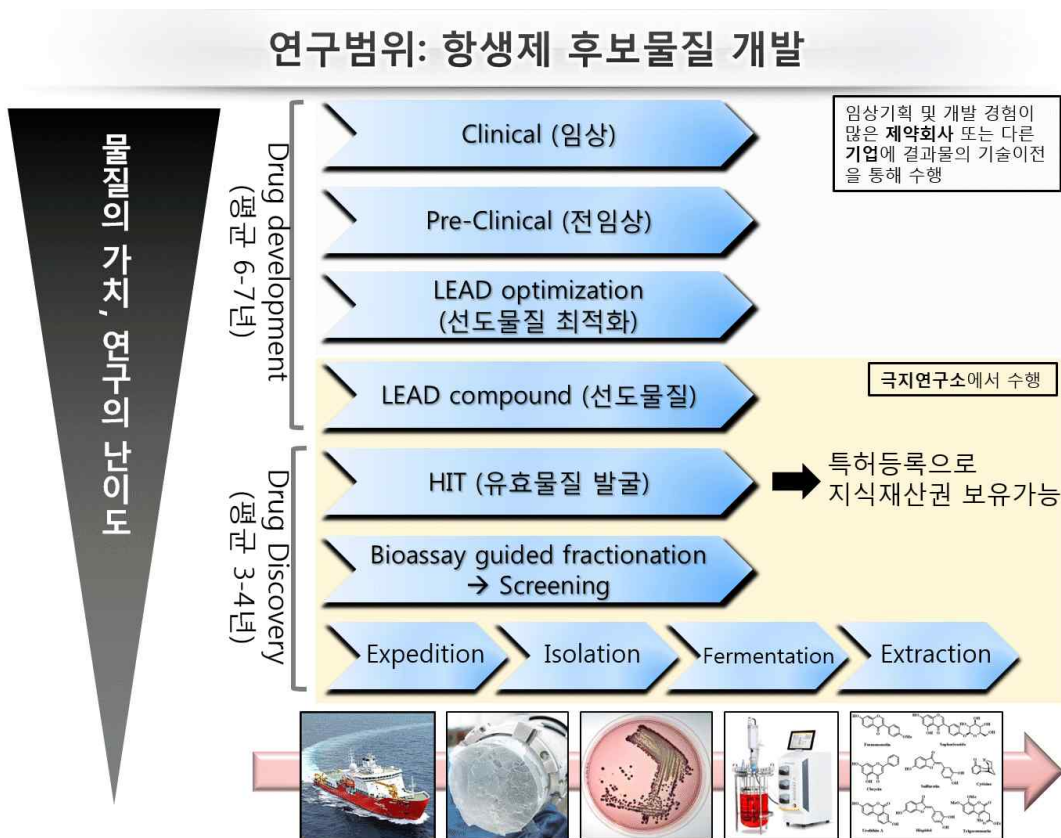 연구범위: 항생제 후보물질 개발
물질의 가치, 연구의 난이도
Drug development
(평균 6-7년)
Clinical (임상)
Pre-Clinical (전임상)
LEAD optimization
(선도물질 최적화)
LEAD compound (선도물질)
임상기획 및 개발 경험이
많은 제약회사 또는 다른
기업에 결과물의 기술이전
을 통해 수행
극지연구소에서 수행
Drug Discovery
(평균 3-4년)
HIT (유효물질 발굴)
특허등록으로
지식재산권 보유가능
Bioassay guided fractionation
→ Screening
Expedition
Isolation
Fermentation
Extraction